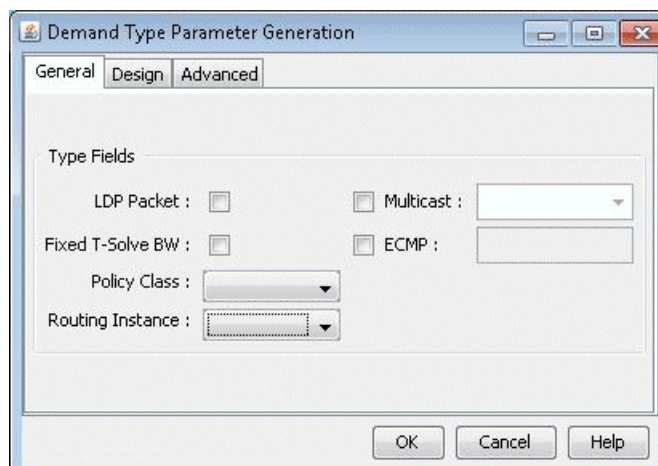 Demand Type Parameter Generation
General Design Advanced
Type Fields
LDP Packet : Multicast :
Fixed T-Solve BW : ECMP :
Policy Class :
Routing Instance :
OK Cancel Help